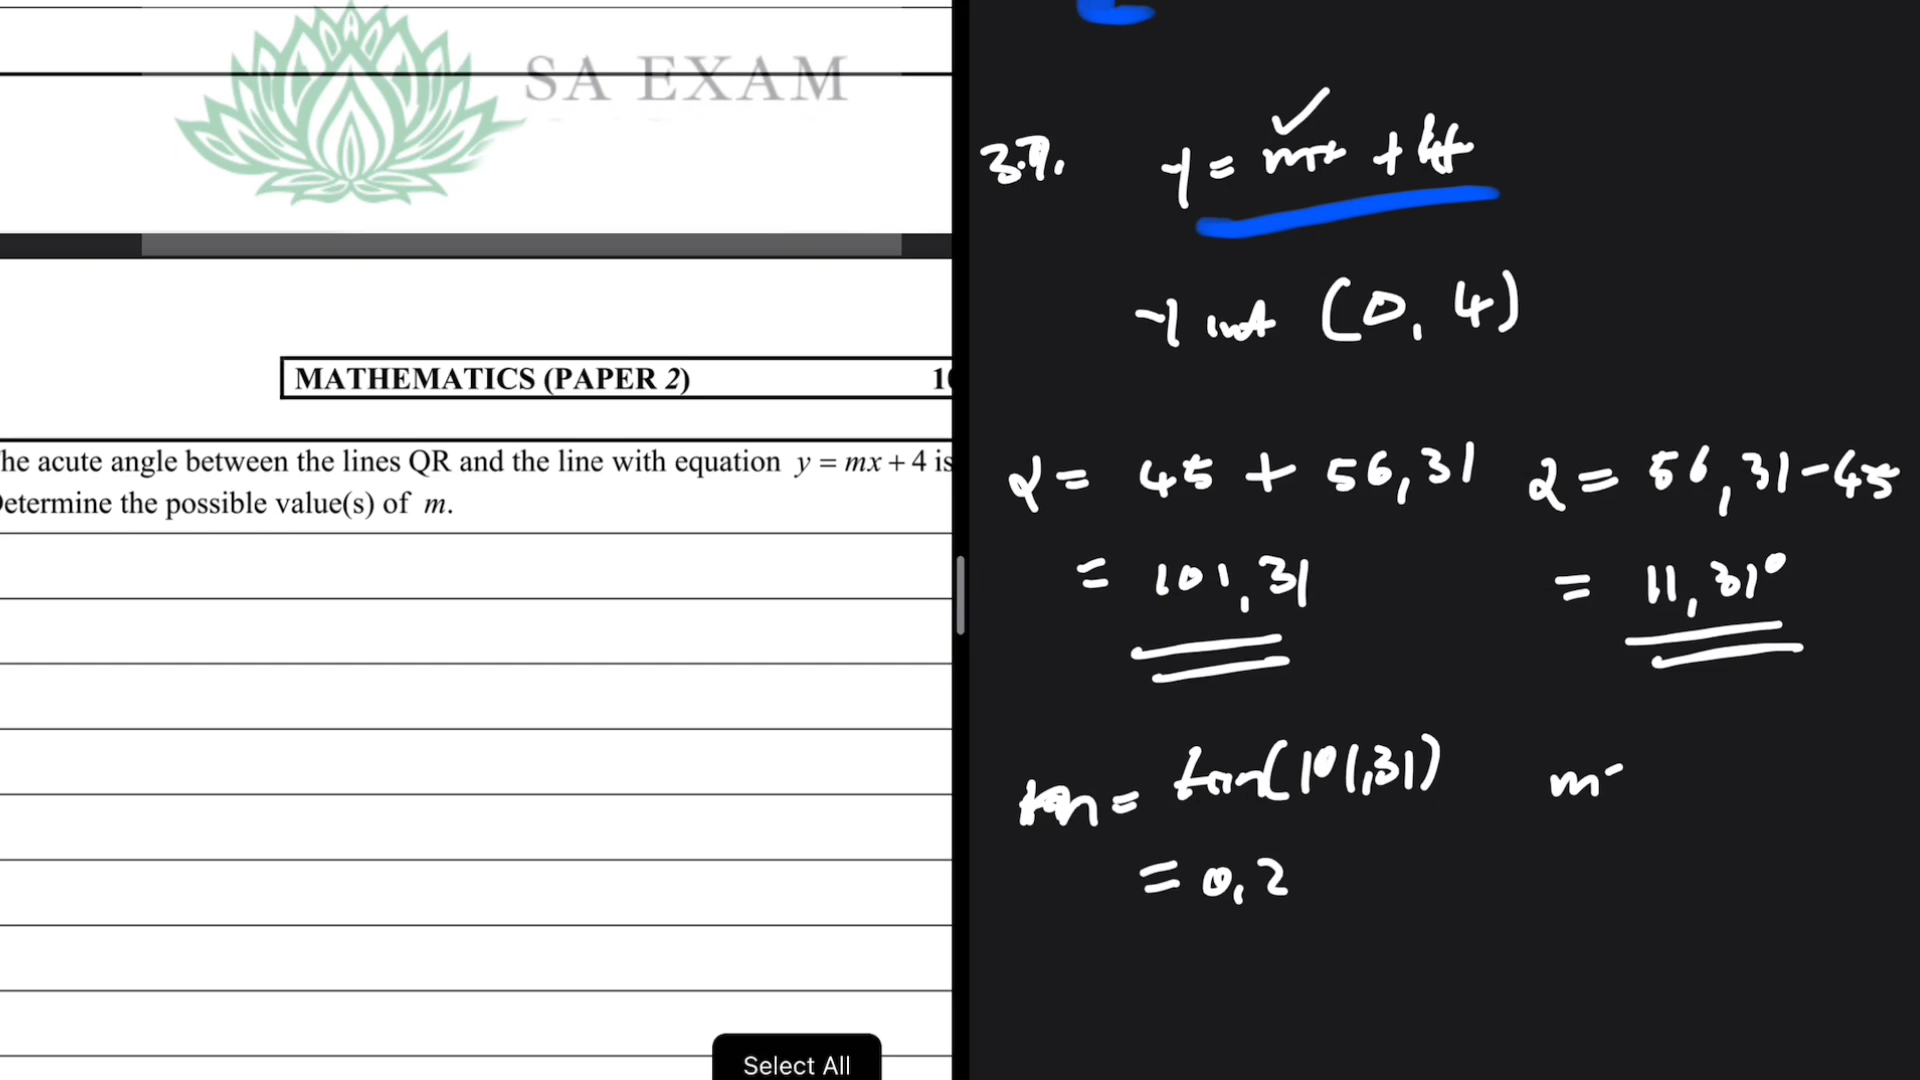 SA EXAM
MATHEMATICS (PAPER 2)
he acute angle between the lines QR and the line with equation y = mx + 4 is
etermine the possible value(s) of m.
Select All
3.7. y = mx + 4
y int (0, 4)
α = 45 + 56,31
= 101,31
α = 56,31-45
= 11,31°
m = tan(101,31)
= 0,2
m-